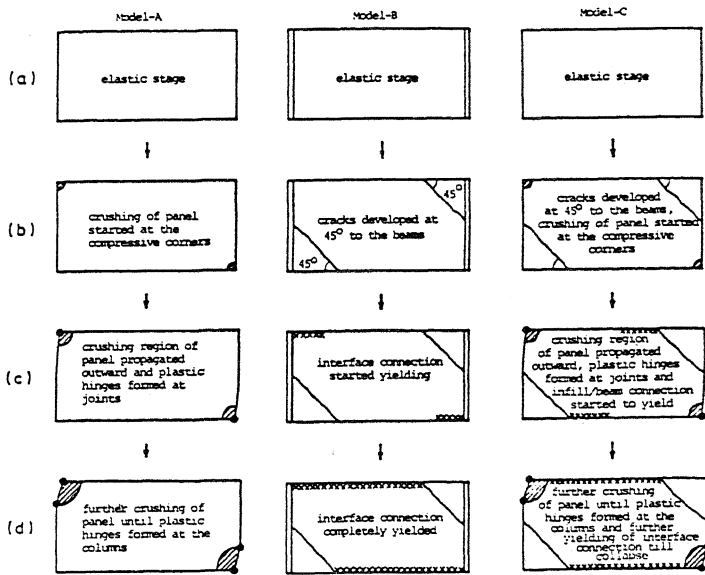 Model-A
Model-B
Model-C
(a)
elastic stage
elastic stage
elastic stage
(b)
crushing of panel
started at the
compressive corners
45°
cracks developed at
45° to the beams
45°
cracks developed
at 45° to the beams,
crushing of panel started
at the compressive
corners
(c)
crushing region of
panel propagated
outward and plastic
hinges formed at
joints
interface connection
started yielding
crushing region
of panel propagated
outward, plastic hinges
formed at joints and
infill/beam connection
started to yield
(d)
further crushing of
panel until plastic
hinges formed at the
columns
interface connection
completely yielded
further crushing
of panel until plastic
hinges formed at the
columns and further
yielding of interface
connection till
collapse